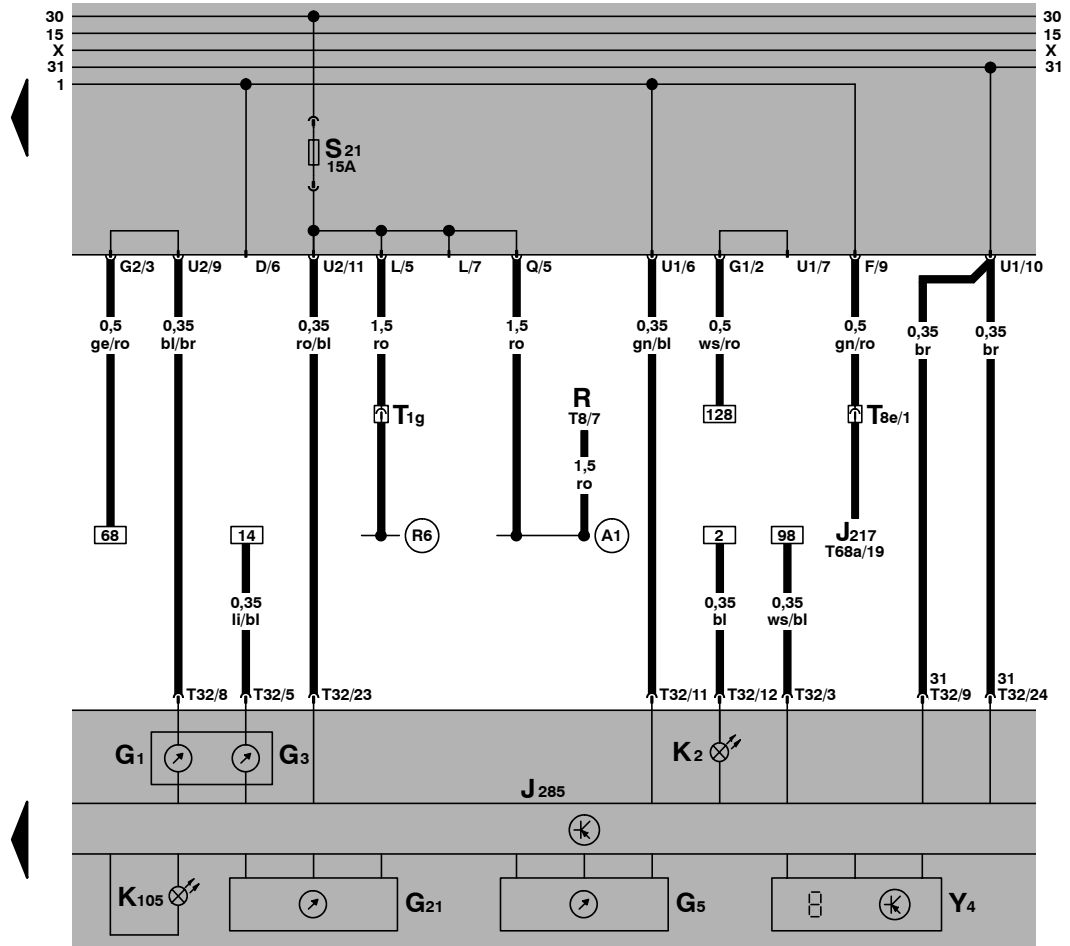 30 30
15 15
X X
31 31
1
S21
15A
G2/3 U2/9 D/6 U2/11 L/5 L/7 Q/5 U1/6 G1/2 U1/7 F/9 U1/10
0,5 0,35 0,35 1,5 1,5 0,35 0,5 0,5 0,35 0,35
ge/ro bl/br ro/bl ro ro gn/bl ws/ro gn/ro br br
R
T8/7
T1g 128 T8e/1
1,5
ro
68 14 R6 A1 2 98 J217
T68a/19
0,35 0,35 0,35
li/bl bl ws/bl
31 31
T32/8 T32/5 T32/23 T32/11 T32/12 T32/3 T32/9 T32/24
G1 G3 K2
J285
K105 G21 G5 Y4